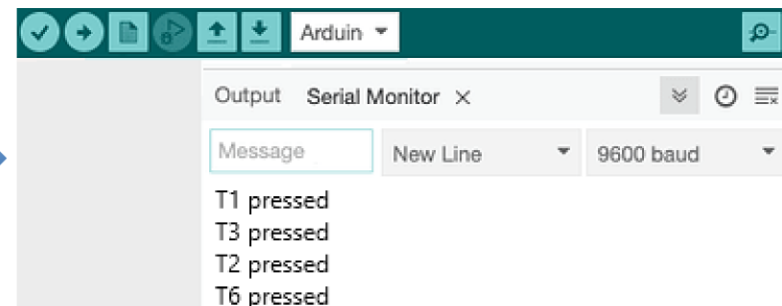 Arduin
Output Serial Monitor
Message New Line 9600 baud
T1 pressed
T3 pressed
T2 pressed
T6 pressed